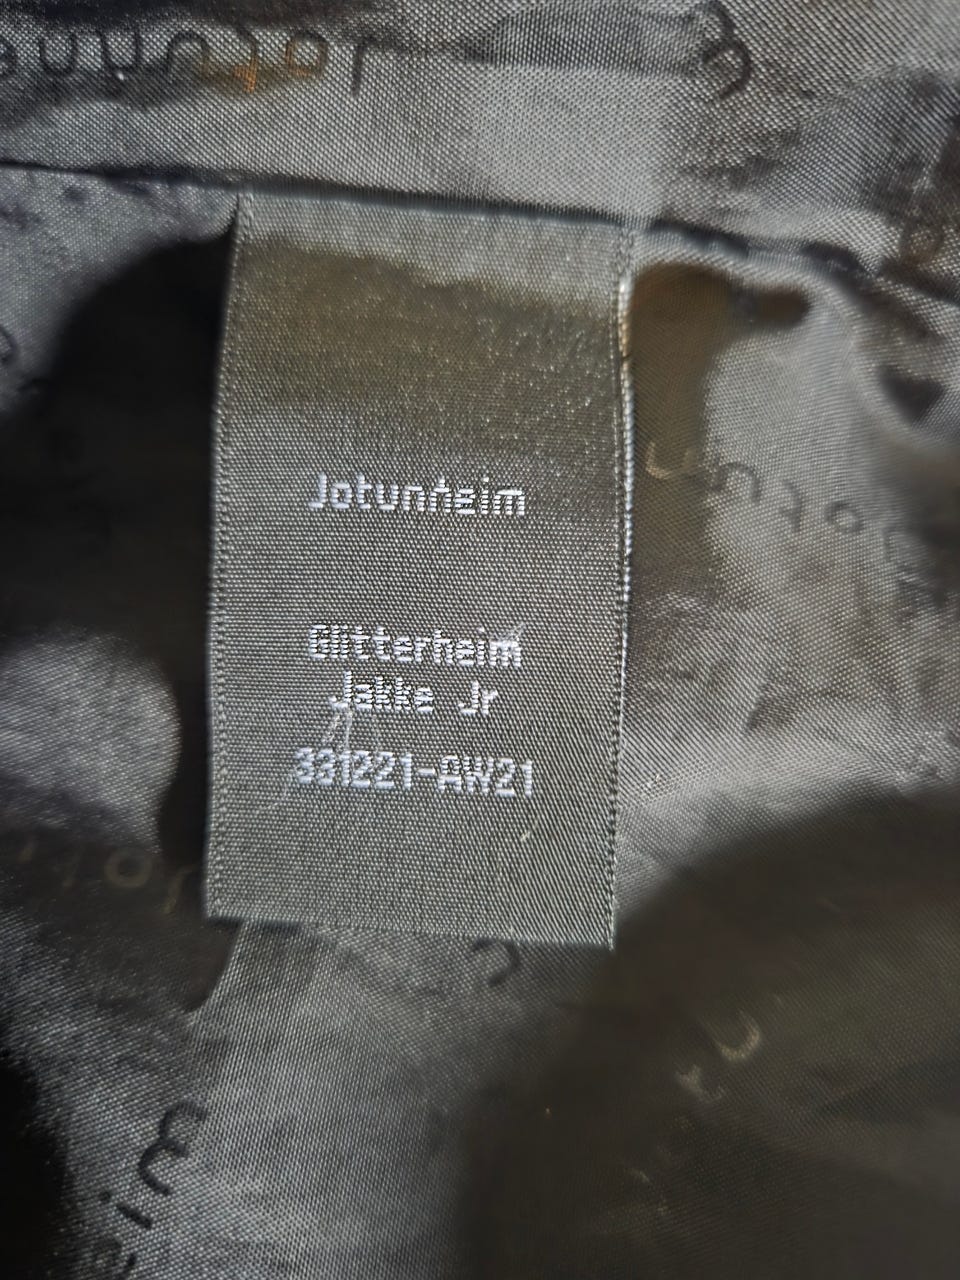 Jotunheim
Glitterheim
Jakke Jr
331221-AW21